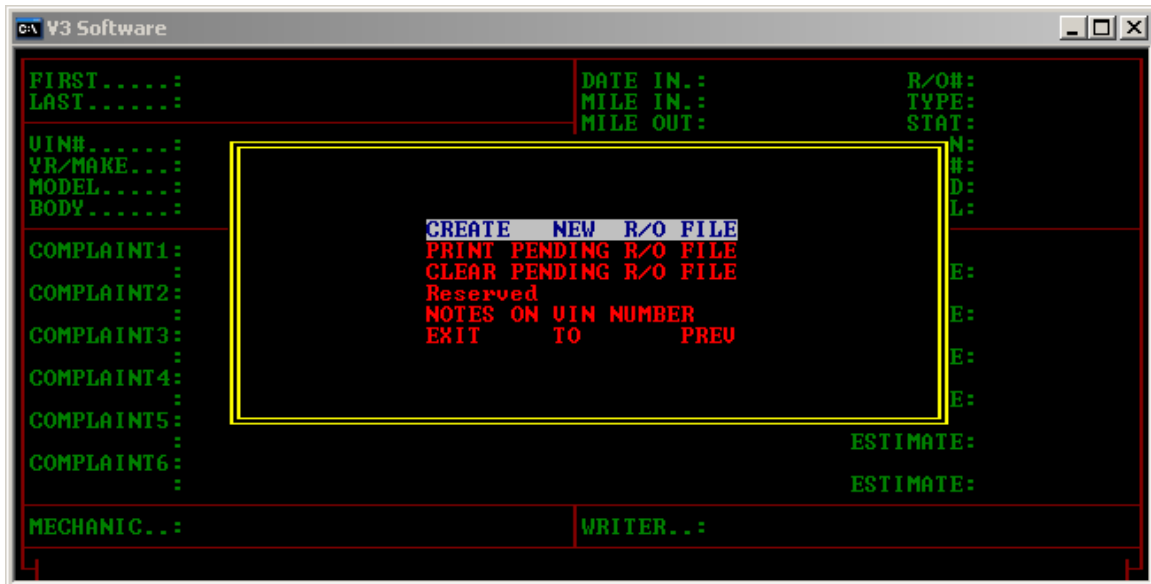 V3 Software
FIRST.....: DATE IN.: R/O#:
LAST......: MILE IN.: TYPE:
MILE OUT: STAT:
VIN#......: N:
YR/MAKE...: #:
MODEL.....: D:
BODY......: L:
CREATE NEW R/O FILE
COMPLAINT1: PRINT PENDING R/O FILE
: CLEAR PENDING R/O FILE E:
COMPLAINT2: Reserved
: NOTES ON VIN NUMBER E:
COMPLAINT3: EXIT TO PREV
: E:
COMPLAINT4:
: E:
COMPLAINT5:
: ESTIMATE:
COMPLAINT6:
: ESTIMATE:
MECHANIC..: WRITER..: